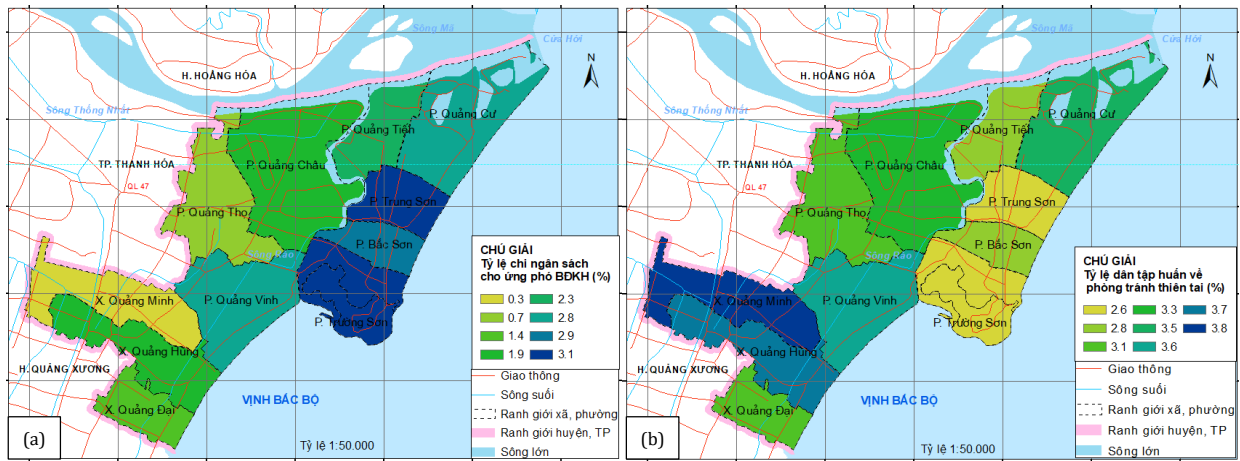 Sông Mã
Cửa Hới
N
H. HOẰNG HÓA
Sông Thống Nhất
P. Quảng Cư
P. Quảng Tiến
TP. THANH HÓA
P. Quảng Châu
QL 47
P. Trung Sơn
P. Quảng Thọ
P. Bắc Sơn
CHÚ GIẢI
Tỷ lệ chi ngân sách
cho ứng phó BĐKH (%)
0.3 2.3
0.7 2.8
1.4 2.9
1.9 3.1
X. Quảng Minh
P. Quảng Vinh
P. Trường Sơn
X. Quảng Hùng
H. QUẢNG XƯƠNG
X. Quảng Đại
VỊNH BẮC BỘ
Giao thông
Sông suối
Ranh giới xã, phường
Ranh giới huyện, TP
Sông lớn
(a)
Tỷ lệ 1:50.000
Sông Mã
Cửa Hới
N
H. HOẰNG HÓA
Sông Thống Nhất
P. Quảng Cư
P. Quảng Tiến
TP. THANH HÓA
P. Quảng Châu
QL 47
P. Trung Sơn
P. Quảng Thọ
P. Bắc Sơn
CHÚ GIẢI
Tỷ lệ dân tập huấn về
phòng tránh thiên tai (%)
2.6 3.3 3.7
2.8 3.5 3.8
3.1 3.6
X. Quảng Minh
P. Quảng Vinh
P. Trường Sơn
X. Quảng Hùng
H. QUẢNG XƯƠNG
X. Quảng Đại
VỊNH BẮC BỘ
Giao thông
Sông suối
Ranh giới xã, phường
Ranh giới huyện, TP
Sông lớn
(b)
Tỷ lệ 1:50.000